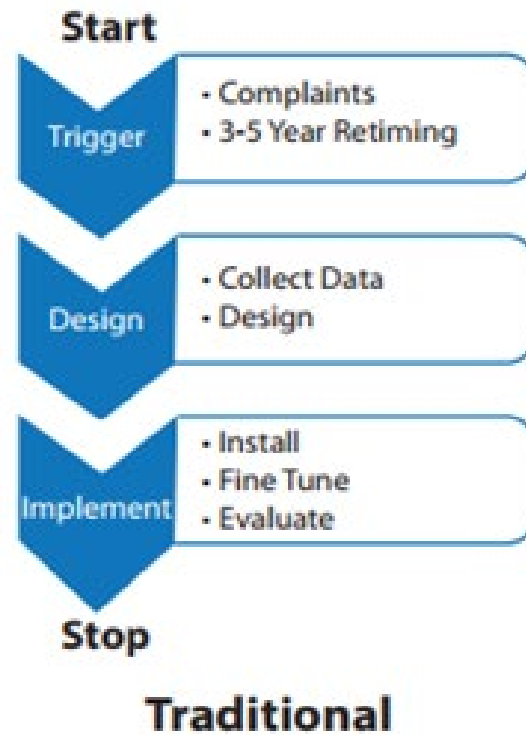 Start
Trigger
• Complaints
• 3-5 Year Retiming
Design
• Collect Data
• Design
Implement
• Install
• Fine Tune
• Evaluate
Stop
Traditional